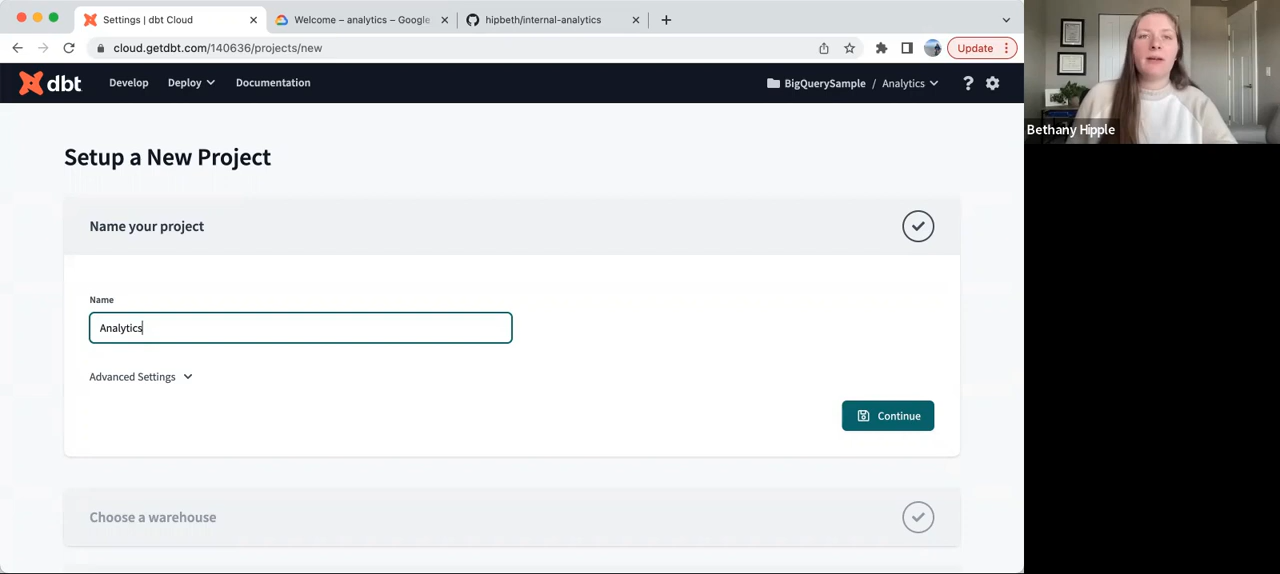 Settings | dbt Cloud
Welcome – analytics – Google
hipbeth/internal-analytics
cloud.getdbt.com/140636/projects/new
Update
dbt
Develop
Deploy
Documentation
BigQuerySample / Analytics
?
Bethany Hipple
Setup a New Project
Name your project
Name
Analytics
Advanced Settings
Continue
Choose a warehouse